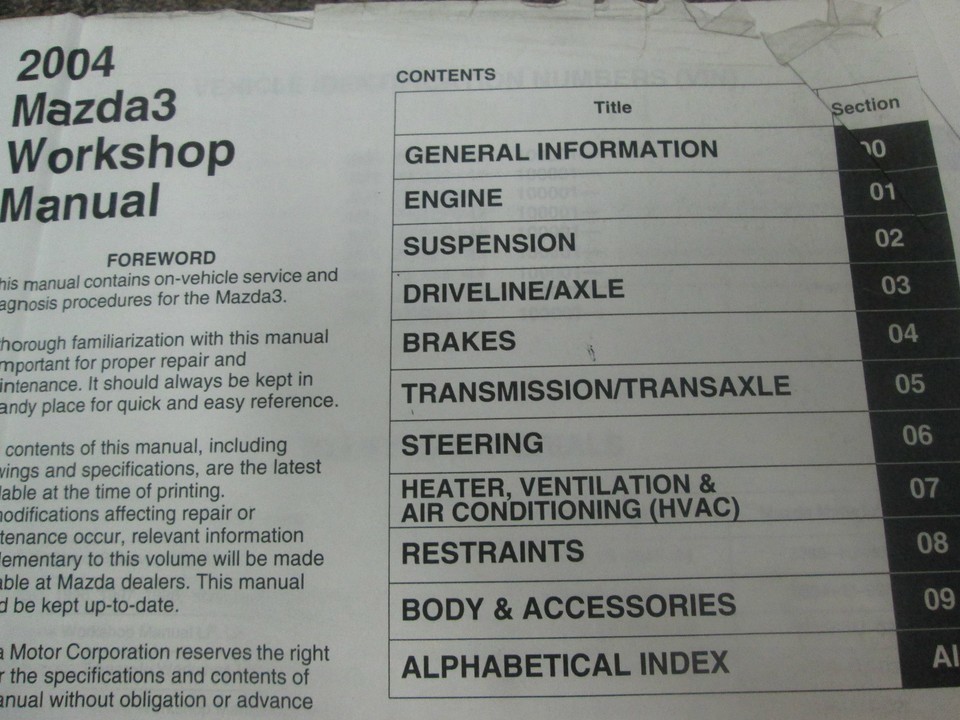 2004
Mazda3
Workshop
Manual
FOREWORD
his manual contains on-vehicle service and
agnosis procedures for the Mazda3.
horough familiarization with this manual
mportant for proper repair and
intenance. It should always be kept in
andy place for quick and easy reference.
contents of this manual, including
wings and specifications, are the latest
lable at the time of printing.
modifications affecting repair or
tenance occur, relevant information
lementary to this volume will be made
able at Mazda dealers. This manual
d be kept up-to-date.
a Motor Corporation reserves the right
r the specifications and contents of
anual without obligation or advance
CONTENTS
Title Section
GENERAL INFORMATION 00
ENGINE 01
SUSPENSION 02
DRIVELINE/AXLE 03
BRAKES 04
TRANSMISSION/TRANSAXLE 05
STEERING 06
HEATER, VENTILATION &
AIR CONDITIONING (HVAC) 07
RESTRAINTS 08
BODY & ACCESSORIES 09
ALPHABETICAL INDEX AI